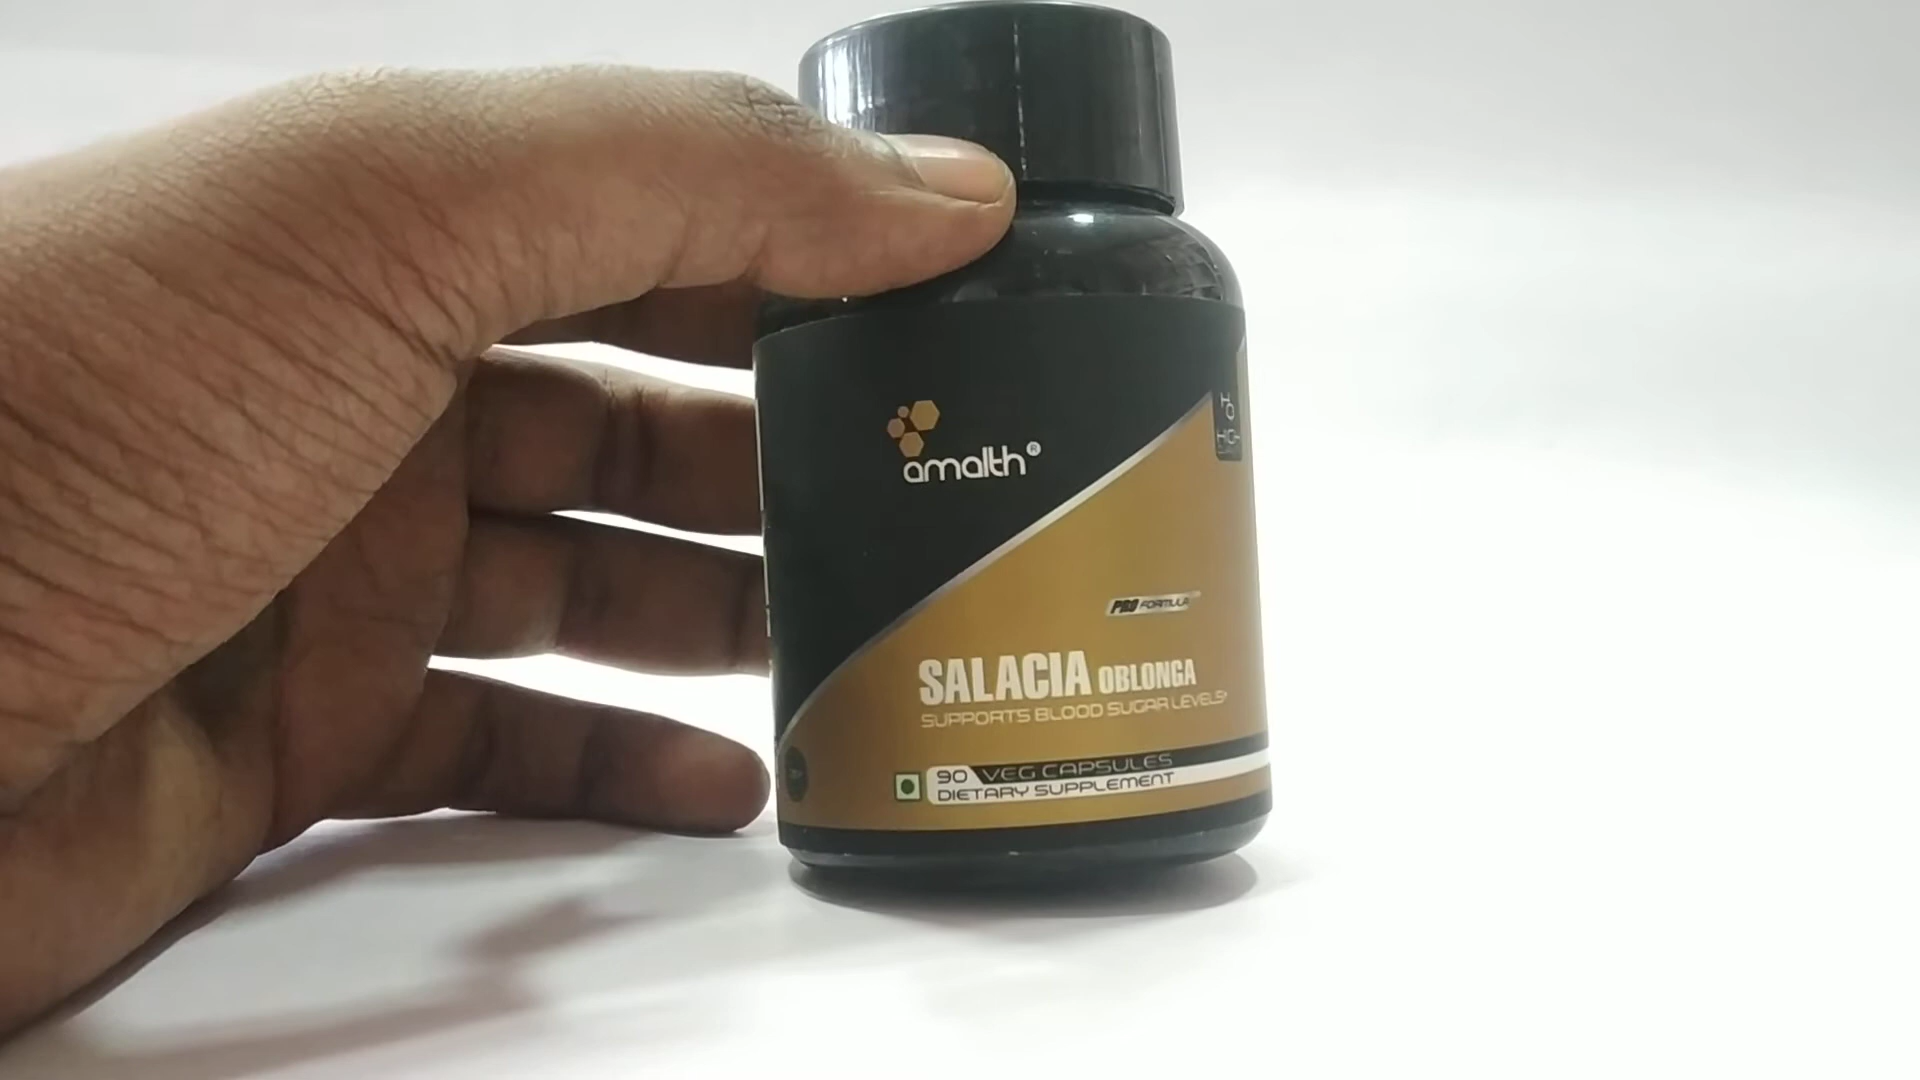 amalth®
PRO FORMULA
SALACIA OBLONGA
SUPPORTS BLOOD SUGAR LEVELS*
90 VEG CAPSULES
DIETARY SUPPLEMENT